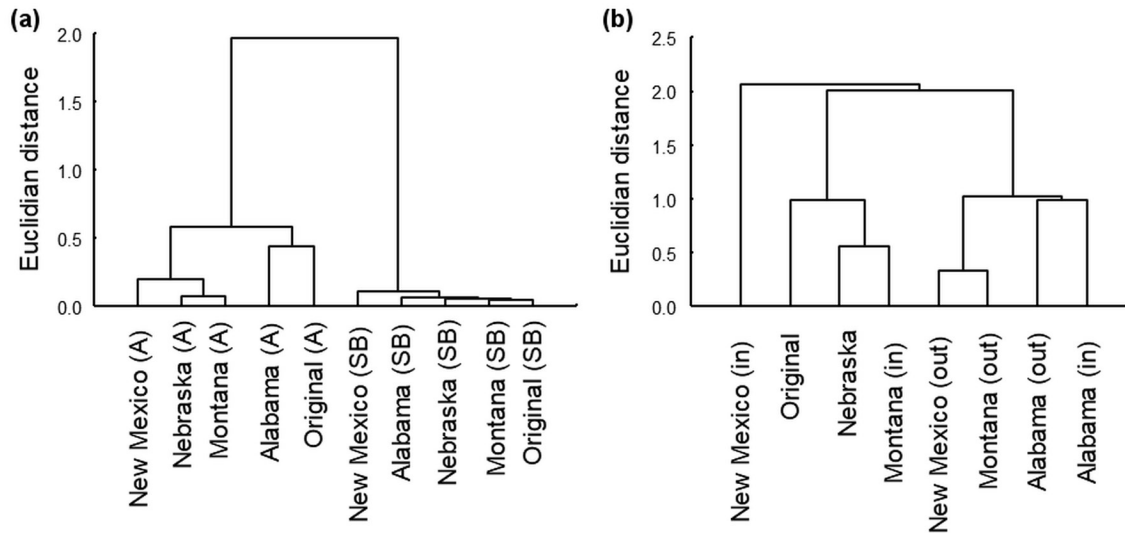 (a)
Euclidian distance
2.0
1.5
1.0
0.5
0.0
New Mexico (A)
Nebraska (A)
Montana (A)
Alabama (A)
Original (A)
New Mexico (SB)
Alabama (SB)
Nebraska (SB)
Montana (SB)
Original (SB)
(b)
Euclidian distance
2.5
2.0
1.5
1.0
0.5
0.0
New Mexico (in)
Original
Nebraska
Montana (in)
New Mexico (out)
Montana (out)
Alabama (out)
Alabama (in)